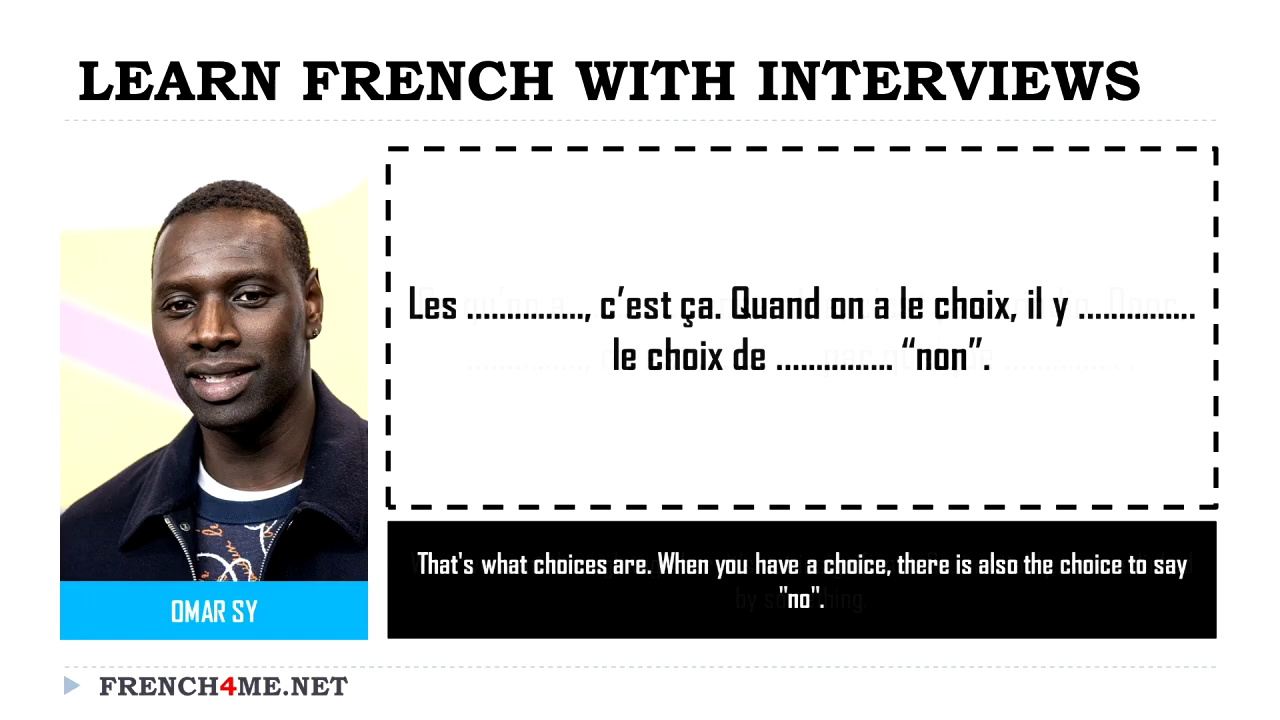 LEARN FRENCH WITH INTERVIEWS
Les ..............., c’est ça. Quand on a le choix, il y ...............
le choix de ............... “non”.
That's what choices are. When you have a choice, there is also the choice to say
"no".
OMAR SY
FRENCH4ME.NET